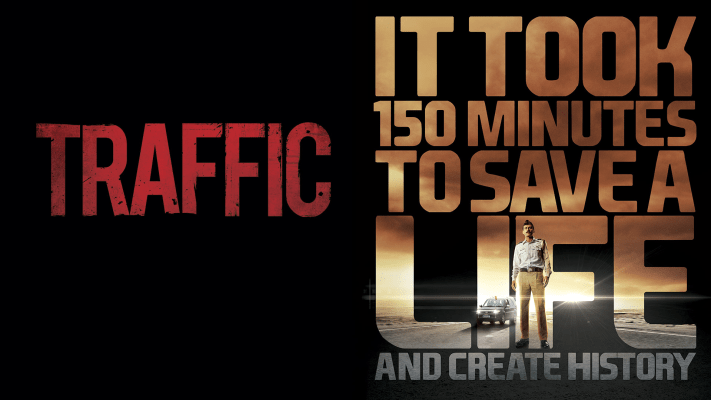 TRAFFIC
IT TOOK
150 MINUTES
TO SAVE A
LIFE
AND CREATE HISTORY